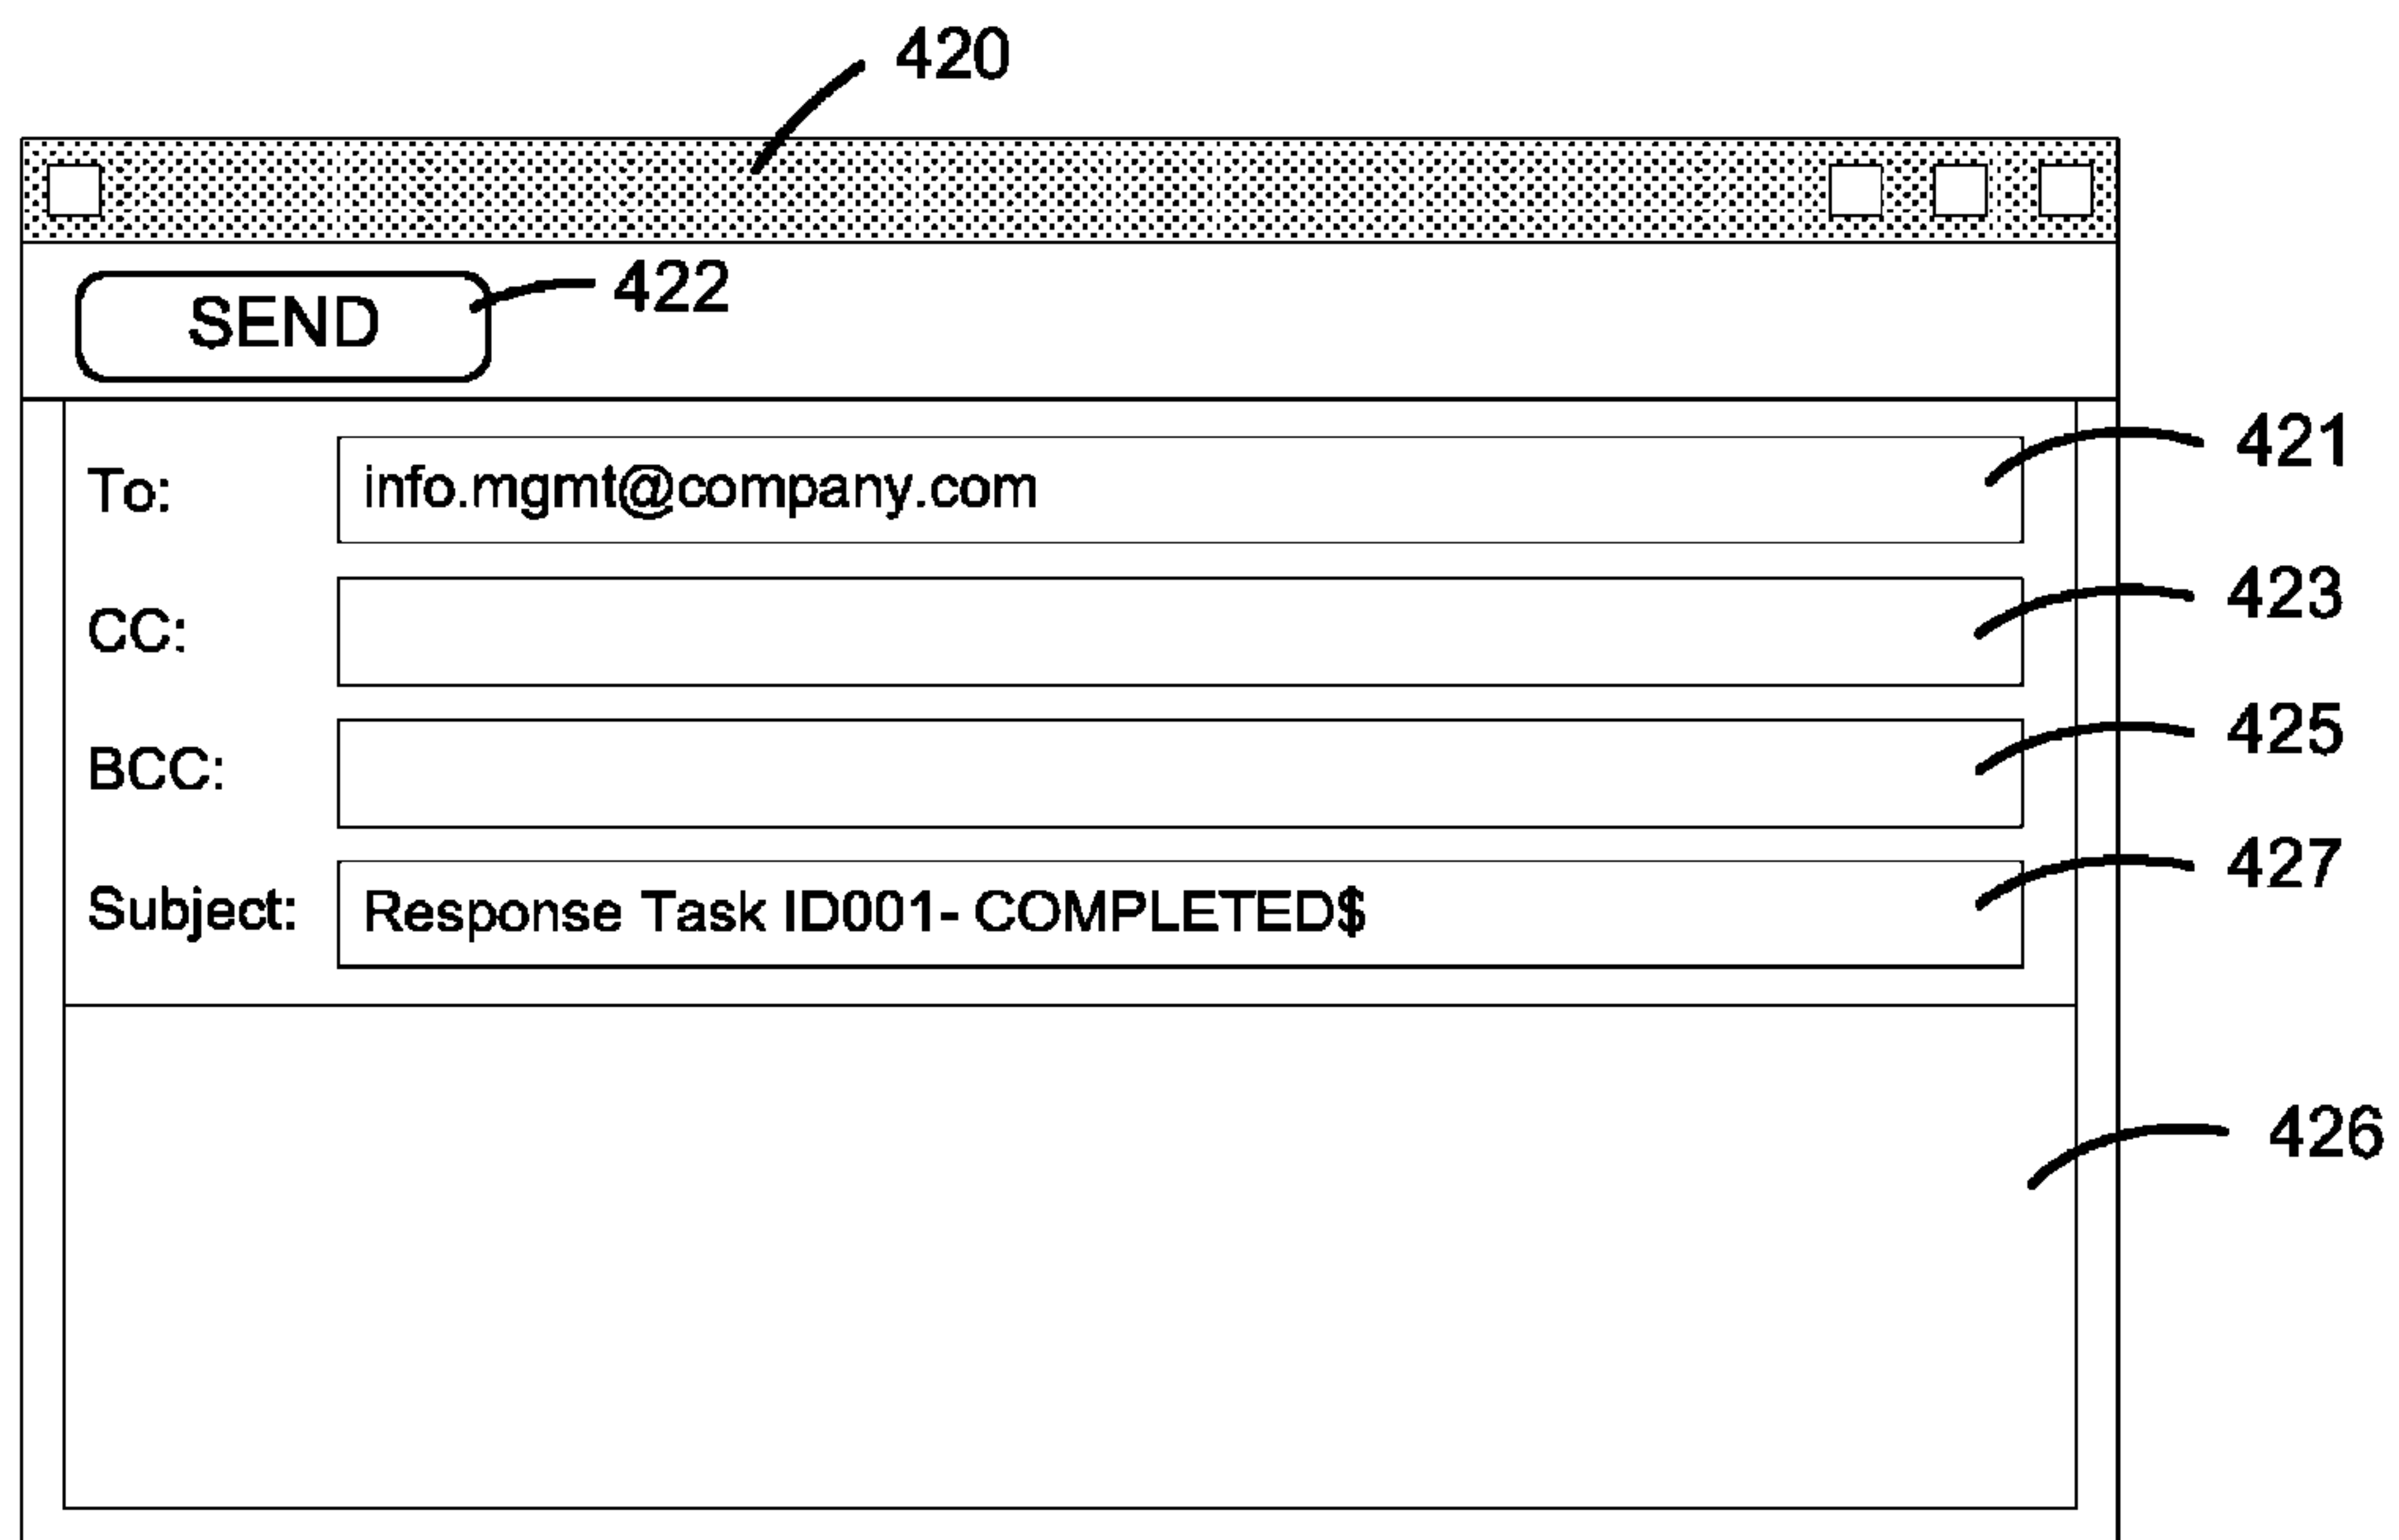 420
SEND
422
To:
info.mgmt@company.com
421
CC:
423
BCC:
425
Subject:
Response Task ID001- COMPLETED$
427
426